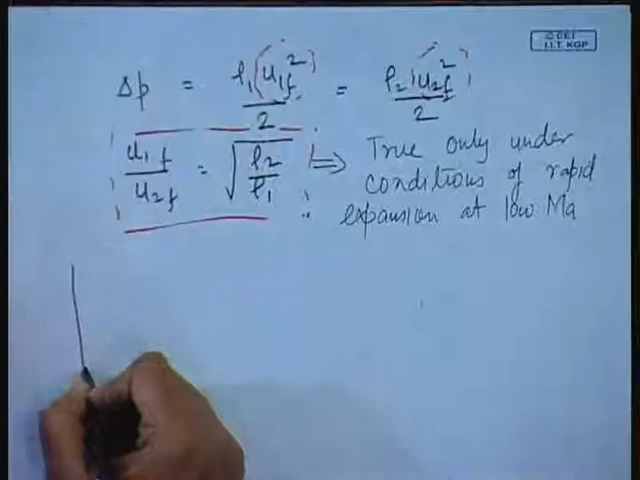 © CET
I.I.T. KGP
Δp = ρ₁(u₁f²)/2 = ρ₂(u₂f²)/2
u₁f/u₂f = √(ρ₂/ρ₁) ⇒ True only under
conditions of rapid
expansion at low Ma